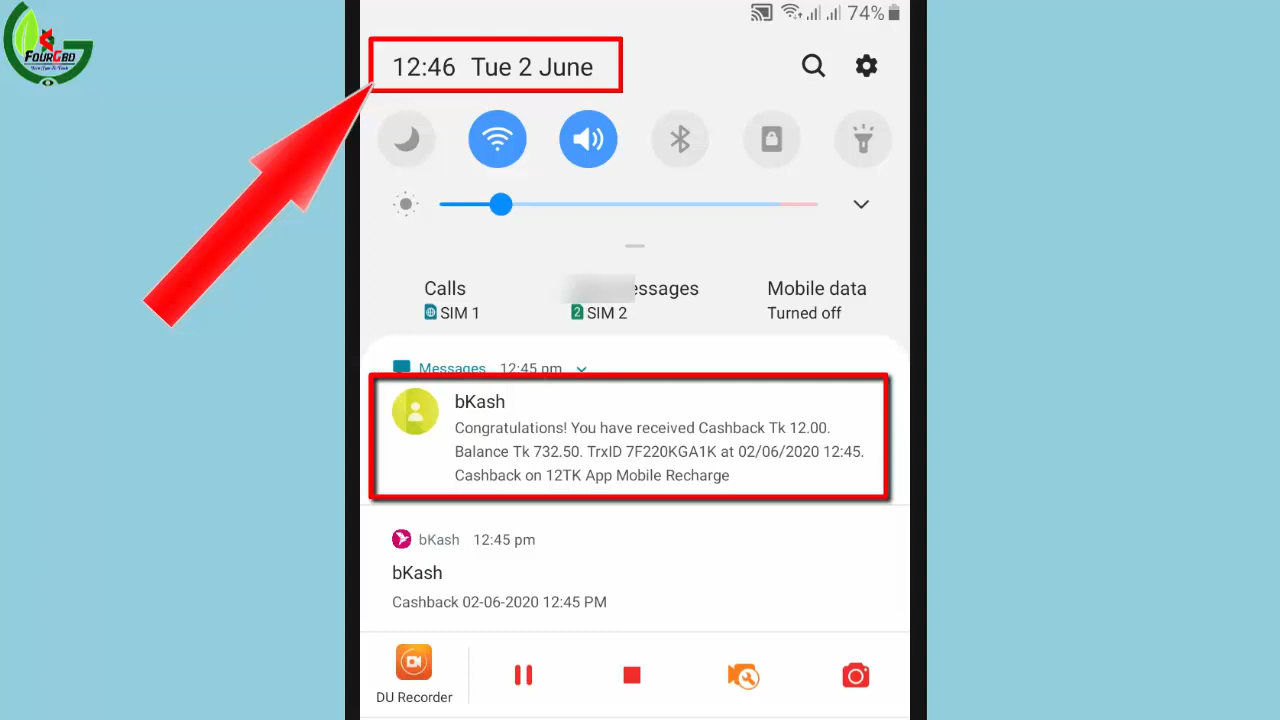 FOURGBD
74%
12:46 Tue 2 June
Calls
SIM 1
essages
2 SIM 2
Mobile data
Turned off
Messages 12:45 pm
bKash
Congratulations! You have received Cashback Tk 12.00.
Balance Tk 732.50. TrxID 7F220KGA1K at 02/06/2020 12:45.
Cashback on 12TK App Mobile Recharge
bKash 12:45 pm
bKash
Cashback 02-06-2020 12:45 PM
DU Recorder